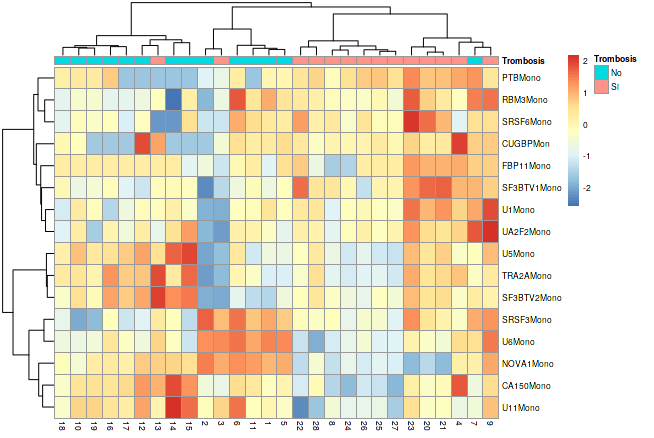 Trombosis
PTBMono
RBM3Mono
SRSF6Mono
CUGBPMon
FBP11Mono
SF3BTV1Mono
U1Mono
UA2F2Mono
U5Mono
TRA2AMono
SF3BTV2Mono
SRSF3Mono
U6Mono
NOVA1Mono
CA150Mono
U11Mono
18 10 19 16 17 12 13 14 15 2 3 6 11 1 5 22 28 8 24 26 25 27 23 20 21 4 7 9
2
1
0
-1
-2
Trombosis
No
SI